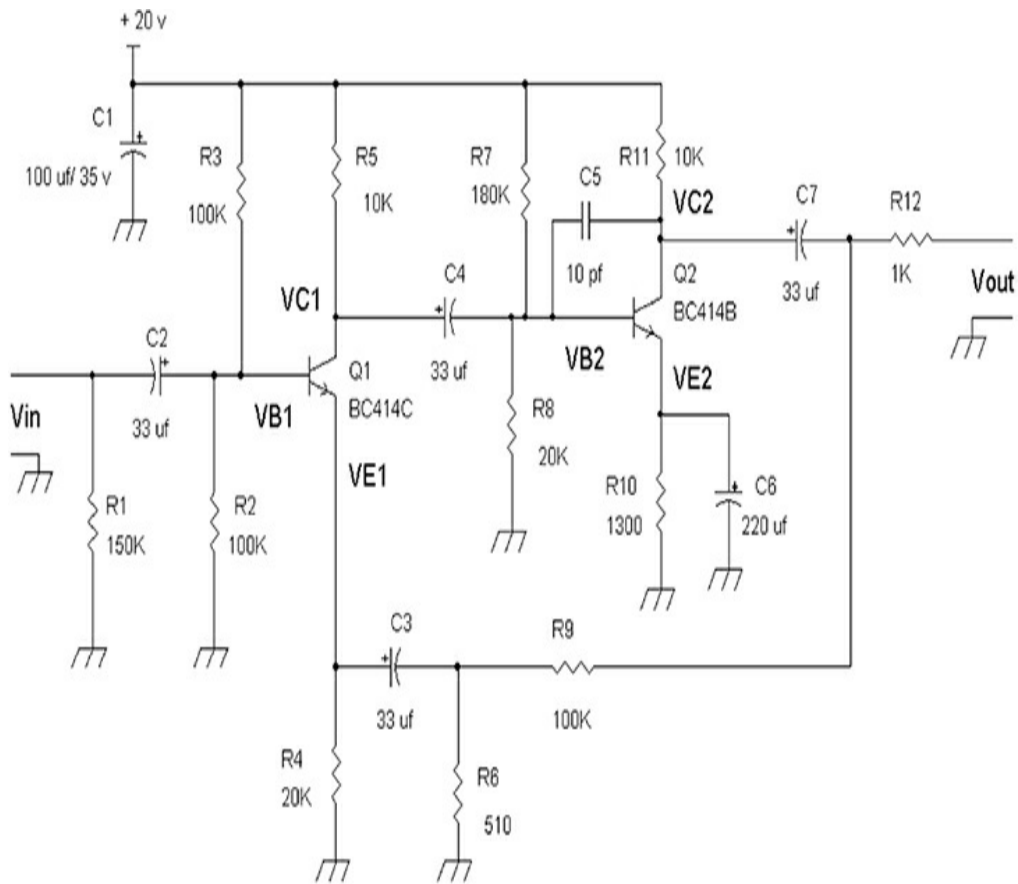 + 20 v
C1
100 uf/ 35 v
R3
100K
R5
10K
R7
180K
C5
10 pf
R11
10K
VC2
C7
33 uf
R12
1K
Vout
Q2
BC414B
VC1
C4
33 uf
VB2
VE2
C2
33 uf
Vin
VB1
Q1
BC414C
VE1
R8
20K
R10
1300
C6
220 uf
R1
150K
R2
100K
C3
33 uf
R9
100K
R4
20K
R6
510